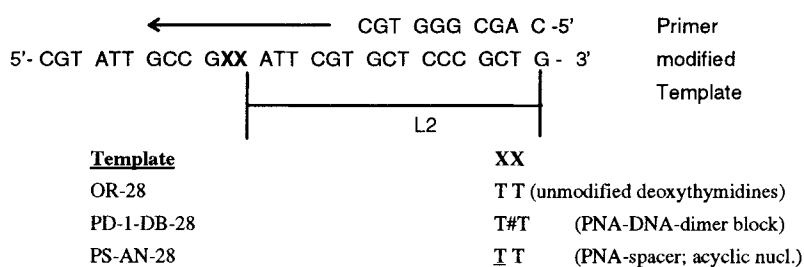 CGT GGG CGA C -5' Primer
5'- CGT ATT GCC GXX ATT CGT GCT CCC GCT G - 3' modified
Template
L2
Template XX
OR-28 T T (unmodified deoxythymidines)
PD-1-DB-28 T#T (PNA-DNA-dimer block)
PS-AN-28 T T (PNA-spacer; acyclic nucl.)